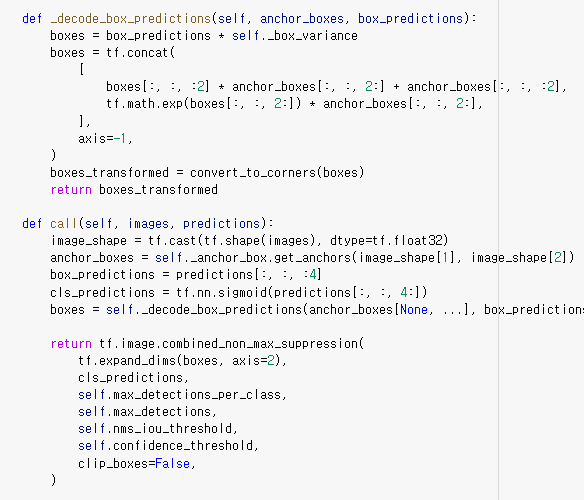 def _decode_box_predictions(self, anchor_boxes, box_predictions):
    boxes = box_predictions * self._box_variance
    boxes = tf.concat(
        [
            boxes[:, :, :2] * anchor_boxes[:, :, 2:] + anchor_boxes[:, :, :2],
            tf.math.exp(boxes[:, :, 2:]) * anchor_boxes[:, :, 2:],
        ],
        axis=-1,
    )
    boxes_transformed = convert_to_corners(boxes)
    return boxes_transformed

def call(self, images, predictions):
    image_shape = tf.cast(tf.shape(images), dtype=tf.float32)
    anchor_boxes = self._anchor_box.get_anchors(image_shape[1], image_shape[2])
    box_predictions = predictions[:, :, :4]
    cls_predictions = tf.nn.sigmoid(predictions[:, :, 4:])
    boxes = self._decode_box_predictions(anchor_boxes[None, ...], box_predictions

    return tf.image.combined_non_max_suppression(
        tf.expand_dims(boxes, axis=2),
        cls_predictions,
        self.max_detections_per_class,
        self.max_detections,
        self.nms_iou_threshold,
        self.confidence_threshold,
        clip_boxes=False,
    )